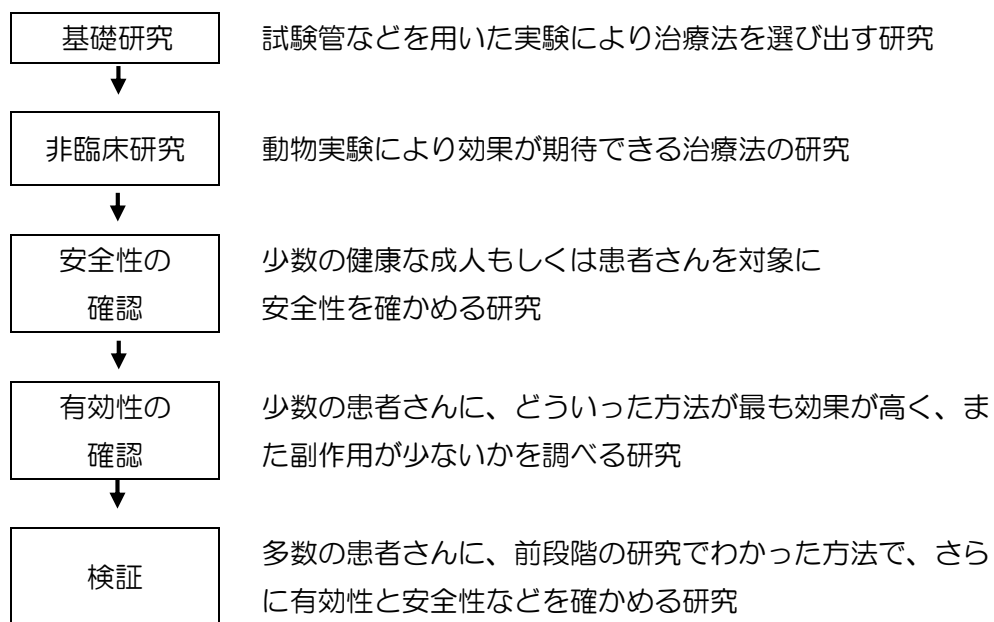 基礎研究
試験管などを用いた実験により治療法を選び出す研究
非臨床研究
動物実験により効果が期待できる治療法の研究
安全性の
確認
少数の健康な成人もしくは患者さんを対象に
安全性を確かめる研究
有効性の
確認
少数の患者さんに、どういった方法が最も効果が高く、ま
た副作用が少ないかを調べる研究
検証
多数の患者さんに、前段階の研究でわかった方法で、さら
に有効性と安全性などを確かめる研究